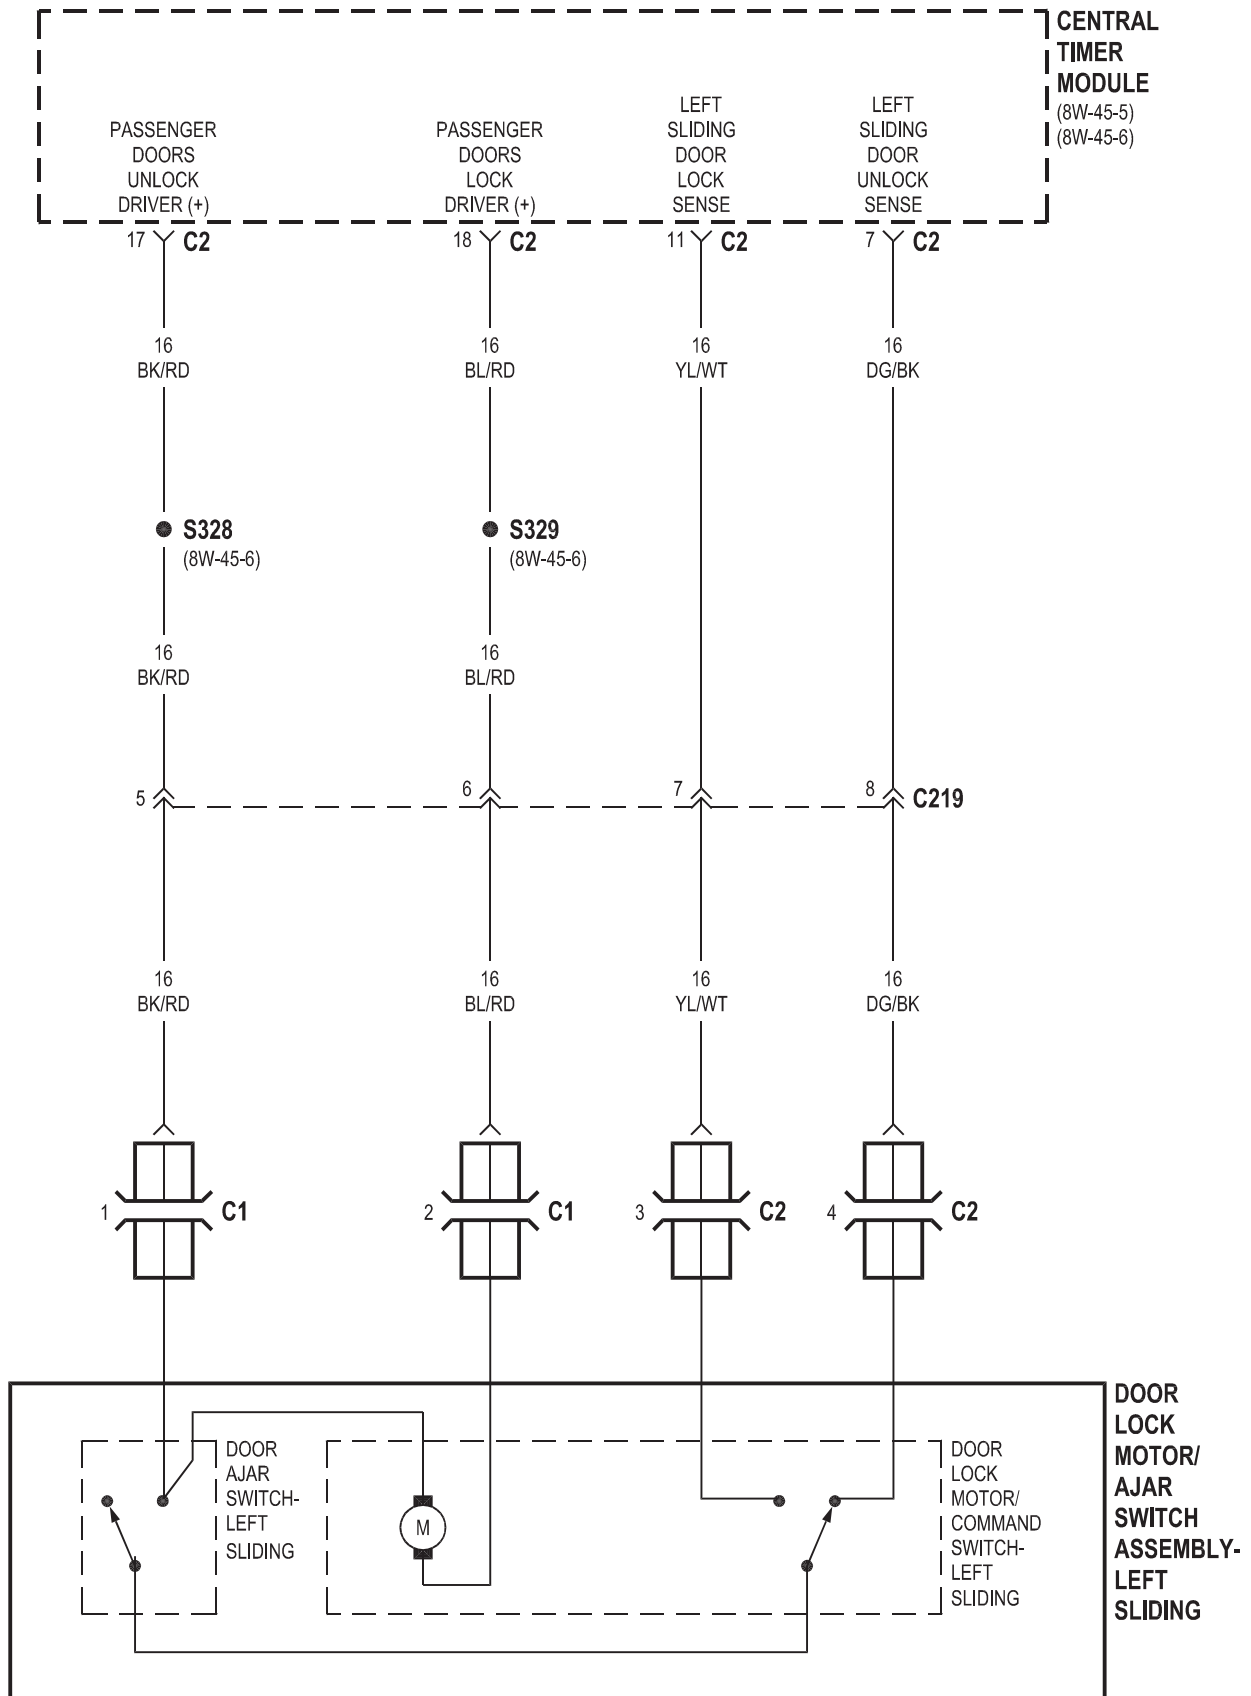 CENTRAL
TIMER
MODULE
(8W-45-5)
(8W-45-6)
PASSENGER
DOORS
UNLOCK
DRIVER (+)
PASSENGER
DOORS
LOCK
DRIVER (+)
LEFT
SLIDING
DOOR
LOCK
SENSE
LEFT
SLIDING
DOOR
UNLOCK
SENSE
17 C2
18 C2
11 C2
7 C2
16
BK/RD
16
BL/RD
16
YL/WT
16
DG/BK
S328
(8W-45-6)
S329
(8W-45-6)
16
BK/RD
16
BL/RD
5
6
7
8 C219
16
BK/RD
16
BL/RD
16
YL/WT
16
DG/BK
1 C1
2 C1
3 C2
4 C2
DOOR
AJAR
SWITCH-
LEFT
SLIDING
M
DOOR
LOCK
MOTOR/
COMMAND
SWITCH-
LEFT
SLIDING
DOOR
LOCK
MOTOR/
AJAR
SWITCH
ASSEMBLY-
LEFT
SLIDING